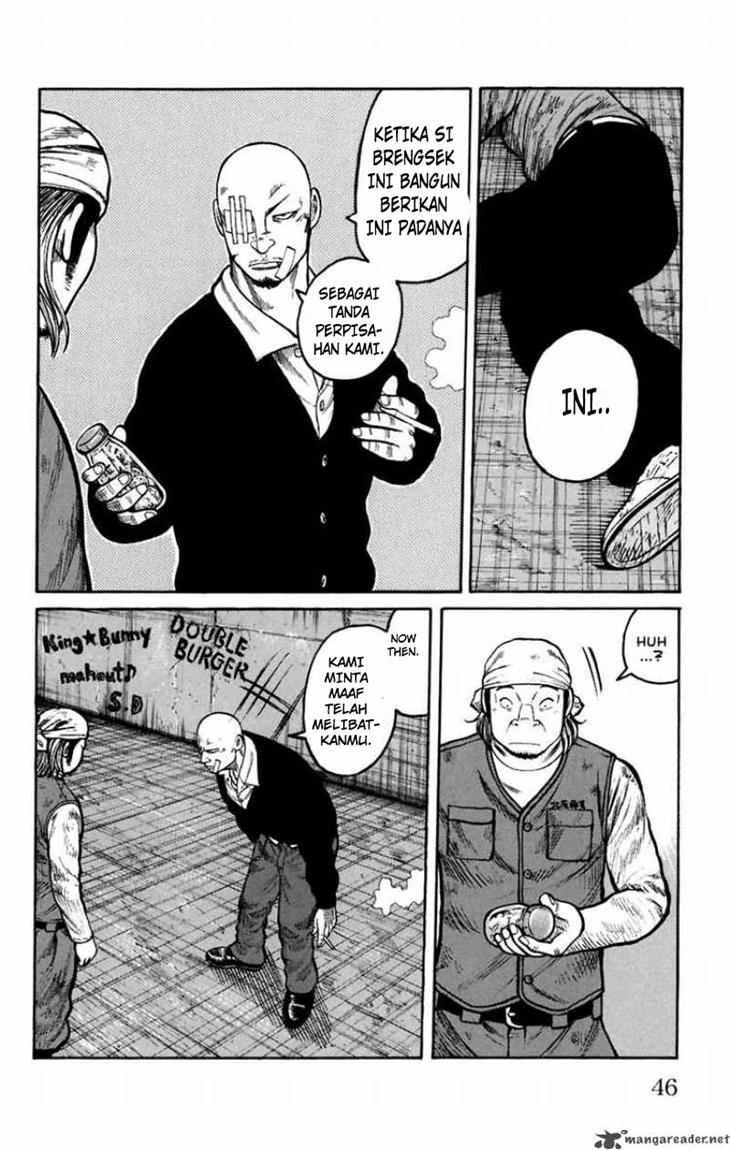 INI..
KETIKA SI
BRENGSEK
INI BANGUN
BERIKAN
INI PADANYA
SEBAGAI
TANDA
PERPISA-
HAN KAMI.
HUH
...?
NOW
THEN.
KAMI
MINTA
MAAF
TELAH
MELIBAT-
KANMU.
King★Bunny
mahout♪
S.D
DOUBLE
BURGER
46
mangareader.net